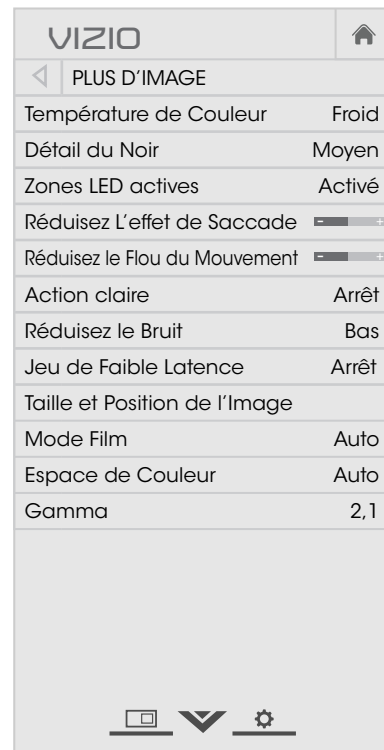 VIZIO
PLUS D'IMAGE
Température de Couleur Froid
Détail du Noir Moyen
Zones LED actives Activé
Réduisez L'effet de Saccade - +
Réduisez le Flou du Mouvement - +
Action claire Arrêt
Réduisez le Bruit Bas
Jeu de Faible Latence Arrêt
Taille et Position de l'Image
Mode Film Auto
Espace de Couleur Auto
Gamma 2,1